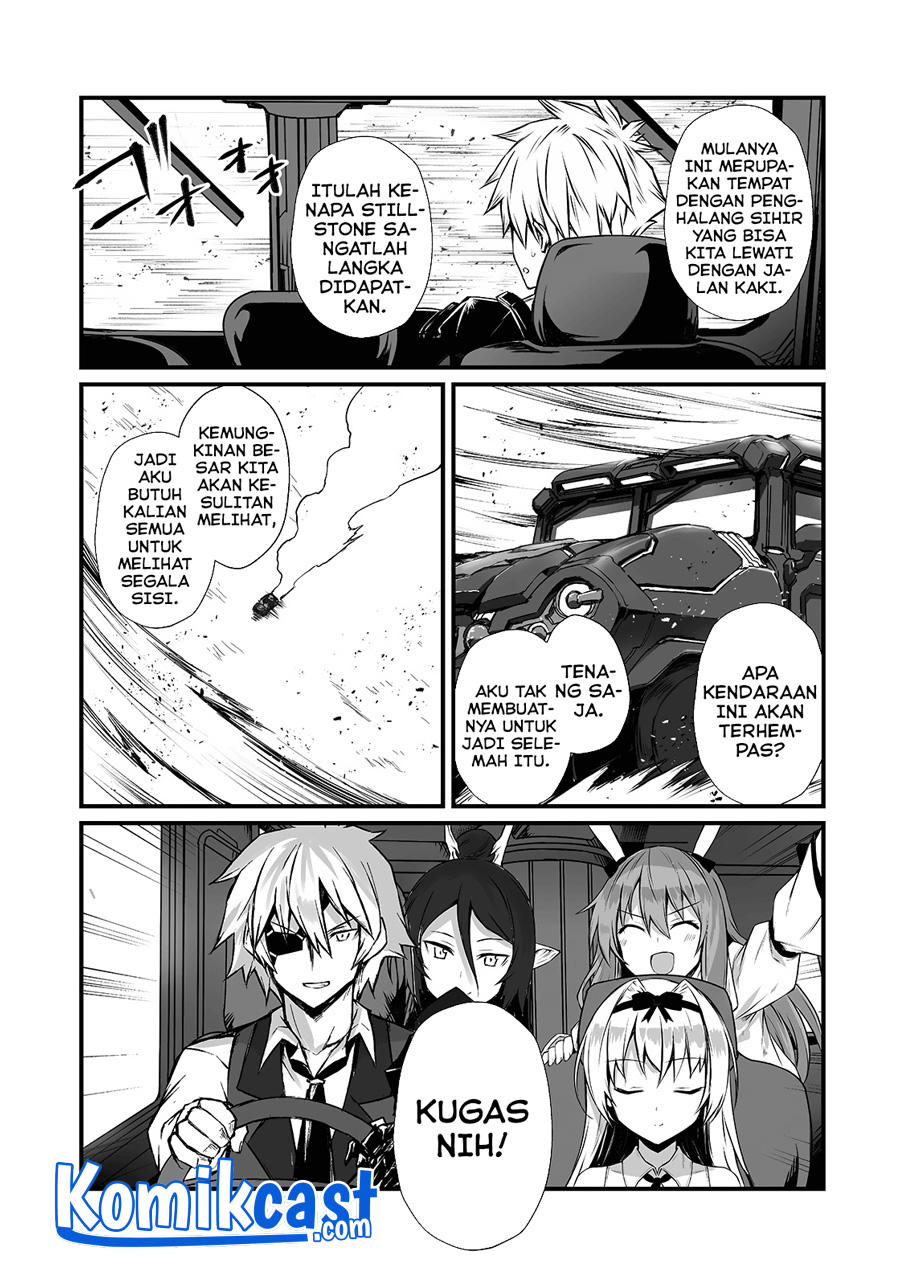 MULANYA
INI MERUPA-
KAN TEMPAT
DENGAN PENG-
HALANG SIHIR
YANG BISA
KITA LEWATI
DENGAN JA-
LAN KAKI.
ITULAH KE-
NAPA STILL-
STONE SA-
NGATLAH
LANGKA
DIDAPAT-
KAN.
ゴオオ
APA
KENDARAAN
INI AKAN
TERHEM-
PAS?
TENA-
NG SA-
JA.
AKU TAK
MEMBUAT-
NYA UNTUK
JADI SELE-
MAH ITU.
KEMUNG-
KINAN BE-
SAR KITA
AKAN KE-
SULITAN
MELIHAT,
JADI
AKU
BUTUH
KALIAN
SEMUA
UNTUK
MELIHAT
SEGALA
SISI.
KUGAS
NIH!
Komikcast
.com